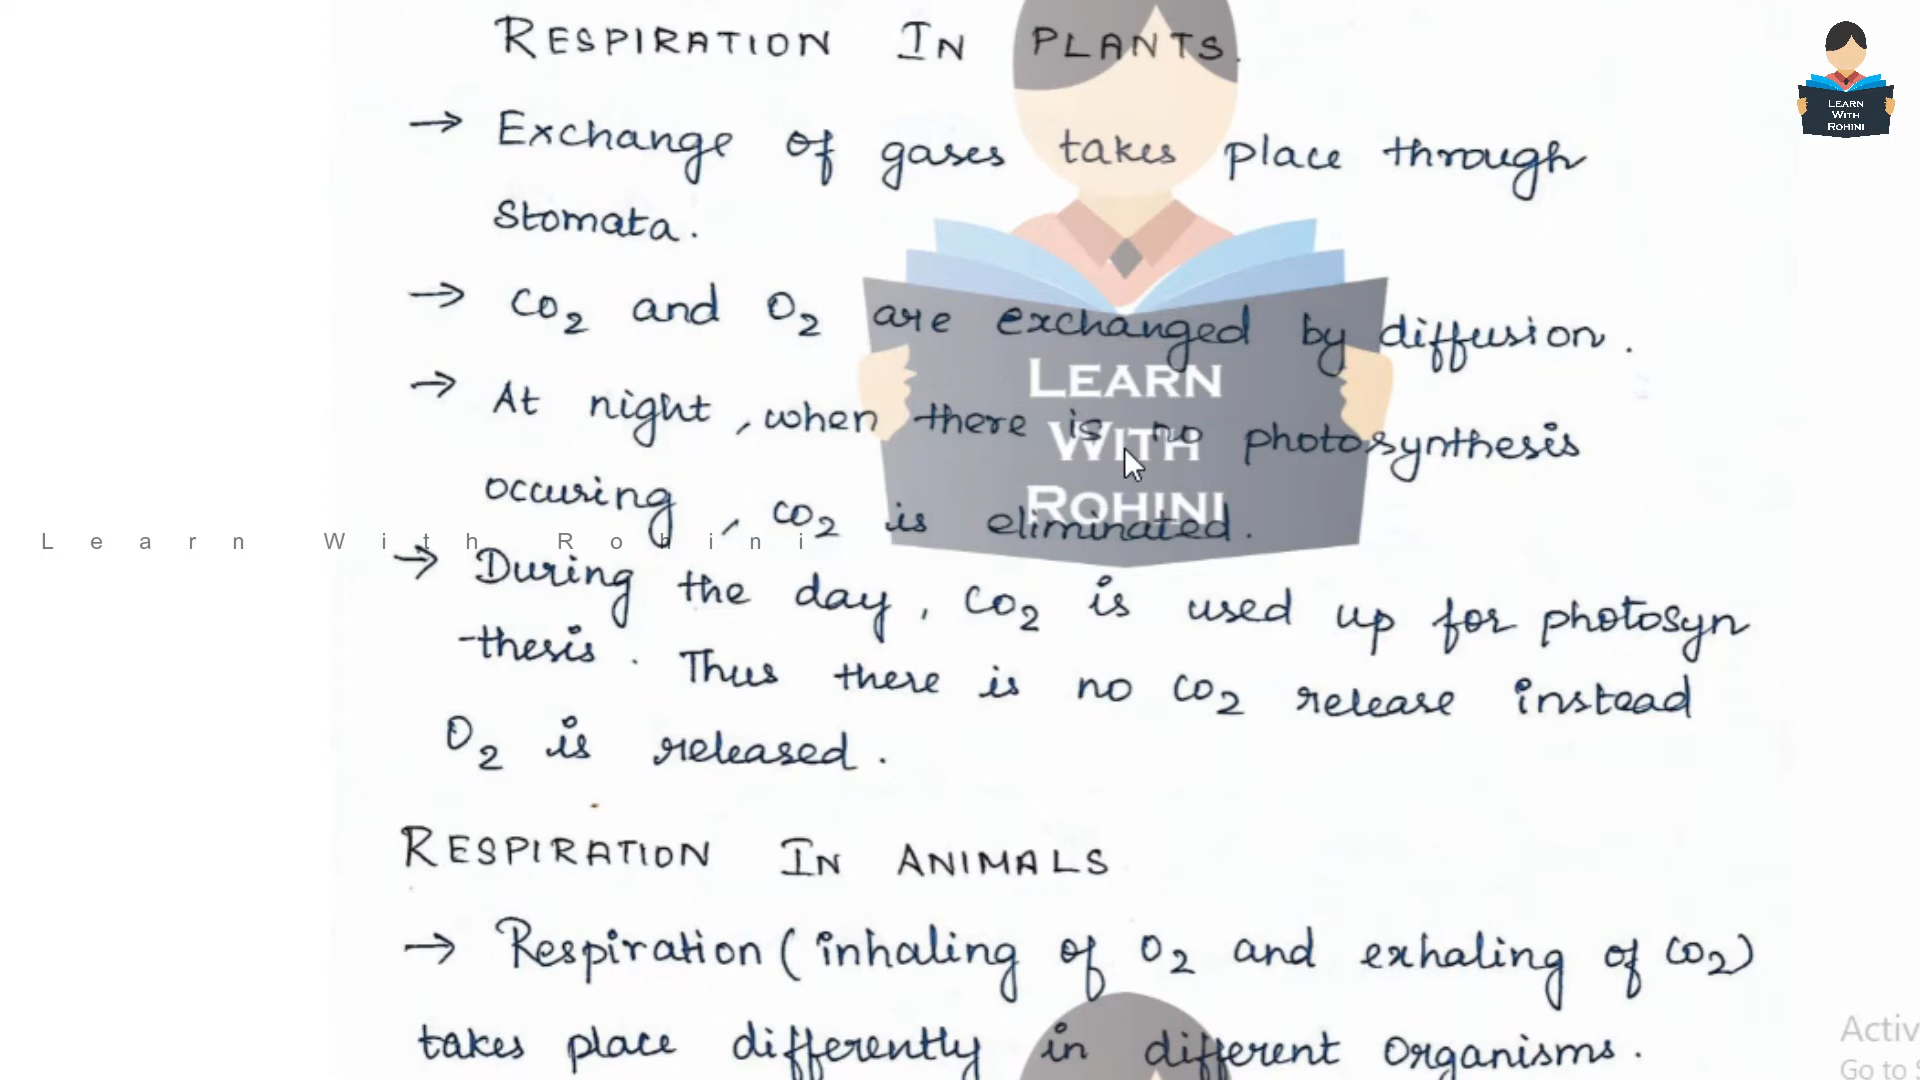 RESPIRATION IN PLANTS.
LEARN
WITH
ROHINI
→ Exchange of gases takes place through
Stomata.
→ CO2 and O2 are exchanged by diffusion.
LEARN
WITH
ROHINI
→ At night, when there is no photosynthesis
occuring, CO2 is eliminated.
Learn With Rohini
→ During the day, CO2 is used up for photosyn
-thesis. Thus there is no CO2 release instead
O2 is released.
RESPIRATION IN ANIMALS
→ Respiration (inhaling of O2 and exhaling of CO2)
takes place differently in different organisms.
Activ
Go to S